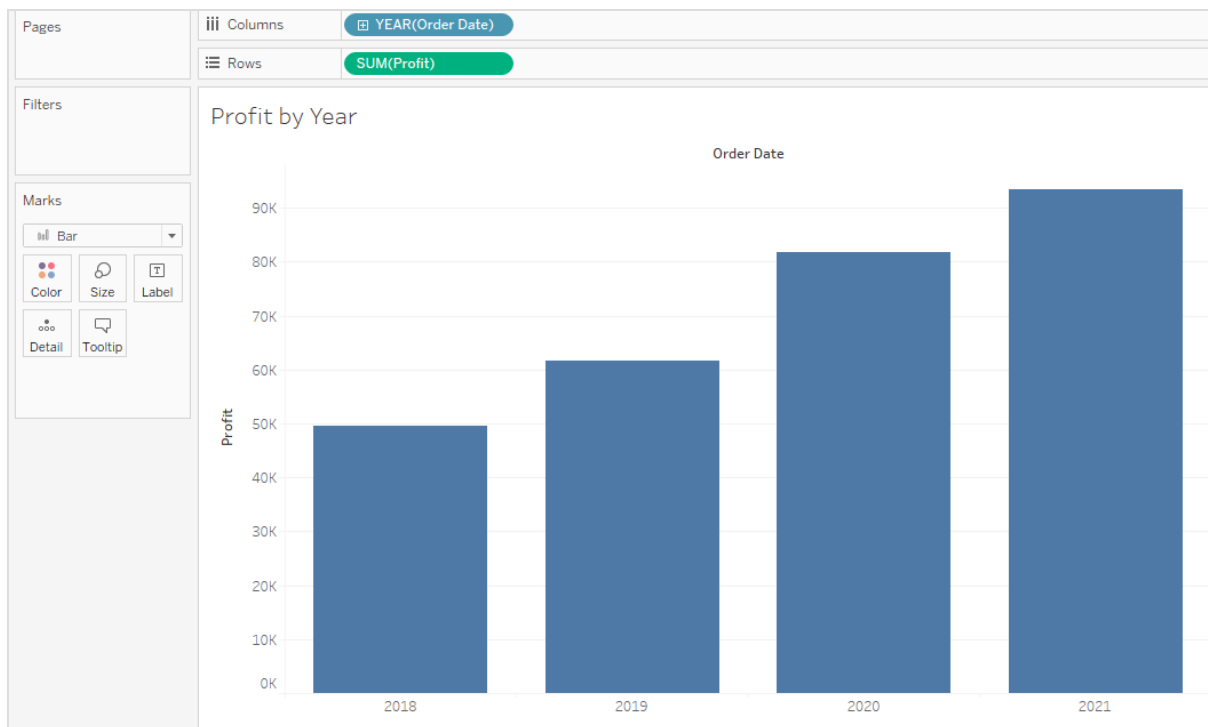 Pages
Columns
YEAR(Order Date)
Rows
SUM(Profit)
Filters
Marks
Bar
Color
Size
Label
Detail
Tooltip
Profit by Year
Order Date
Profit
90K
80K
70K
60K
50K
40K
30K
20K
10K
0K
2018
2019
2020
2021